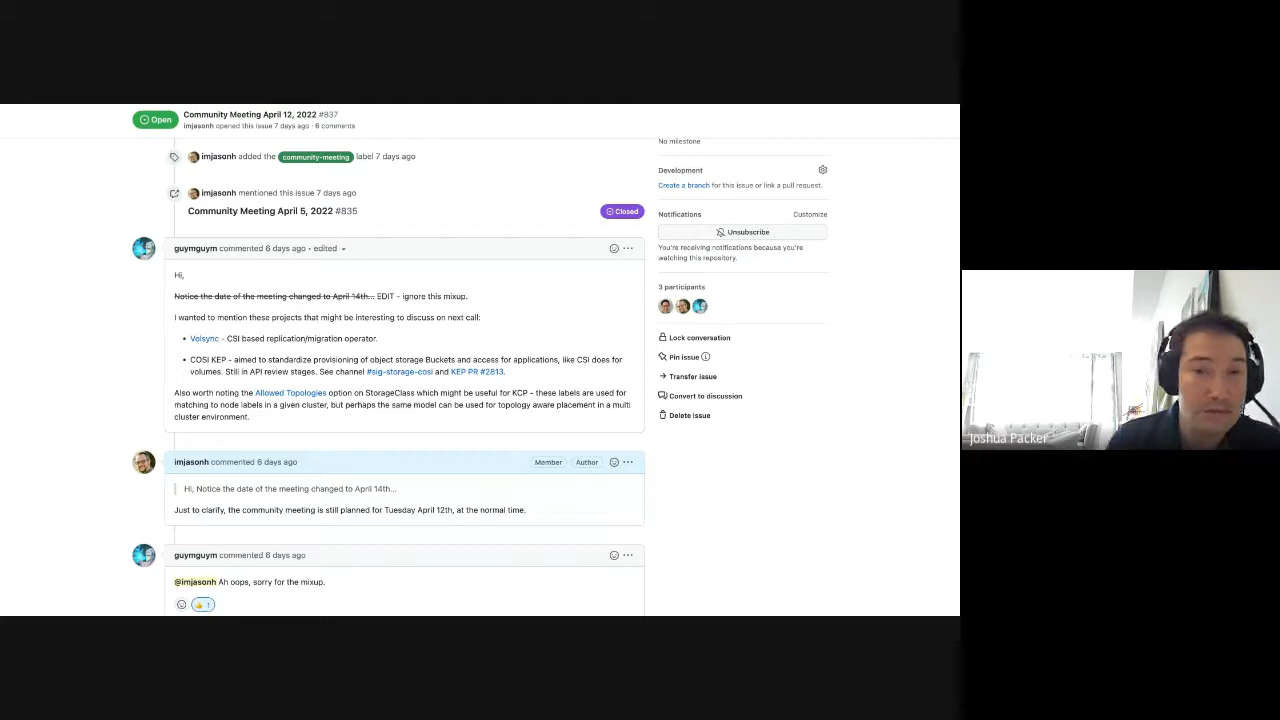 Open
Community Meeting April 12, 2022 #837
imjasonh opened this issue 7 days ago · 6 comments
imjasonh added the community-meeting label 7 days ago
imjasonh mentioned this issue 7 days ago
Community Meeting April 5, 2022 #835
Closed
guymguym commented 6 days ago · edited
Hi,
Notice the date of the meeting changed to April 14th... EDIT - ignore this mixup.
I wanted to mention these projects that might be interesting to discuss on next call:
• Volsync - CSI based replication/migration operator.
• COSI KEP - aimed to standardize provisioning of object storage Buckets and access for applications, like CSI does for
volumes. Still in API review stages. See channel #sig-storage-cosi and KEP PR #2813.
Also worth noting the Allowed Topologies option on StorageClass which might be useful for KCP - these labels are used for
matching to node labels in a given cluster, but perhaps the same model can be used for topology aware placement in a multi
cluster environment.
imjasonh commented 6 days ago
Member
Author
Hi, Notice the date of the meeting changed to April 14th...
Just to clarify, the community meeting is still planned for Tuesday April 12th, at the normal time.
guymguym commented 6 days ago
@imjasonh Ah oops, sorry for the mixup.
1
No milestone
Development
Create a branch for this issue or link a pull request.
Notifications
Customize
Unsubscribe
You're receiving notifications because you're
watching this repository.
3 participants
Lock conversation
Pin issue
Transfer issue
Convert to discussion
Delete issue
Joshua Packer